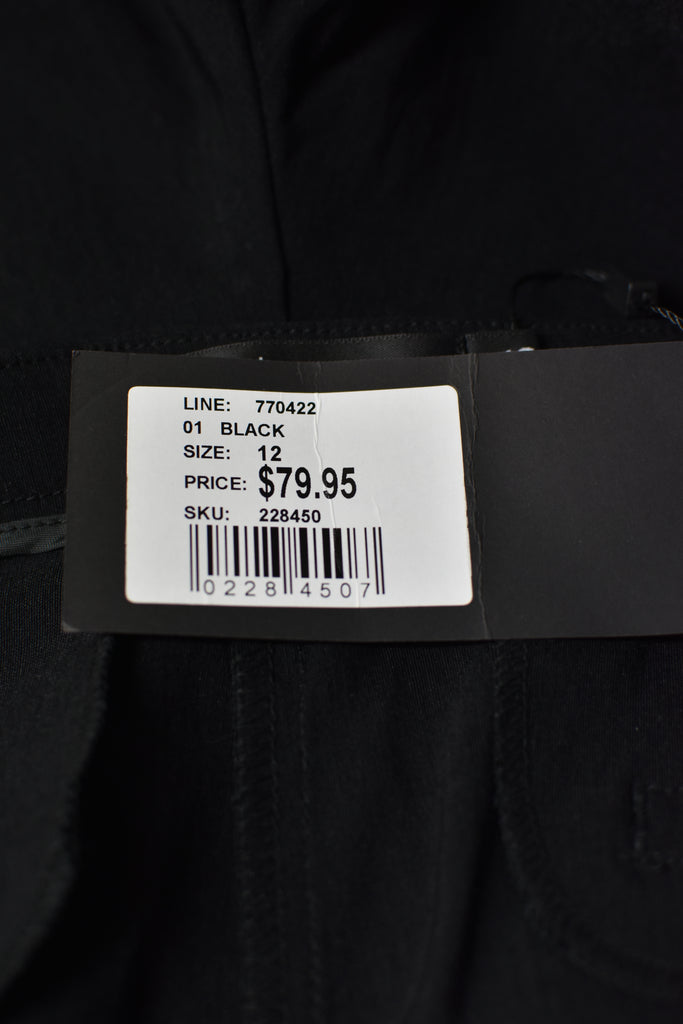 LINE: 770422
01 BLACK
SIZE: 12
PRICE: $79.95
SKU: 228450
0228 4507